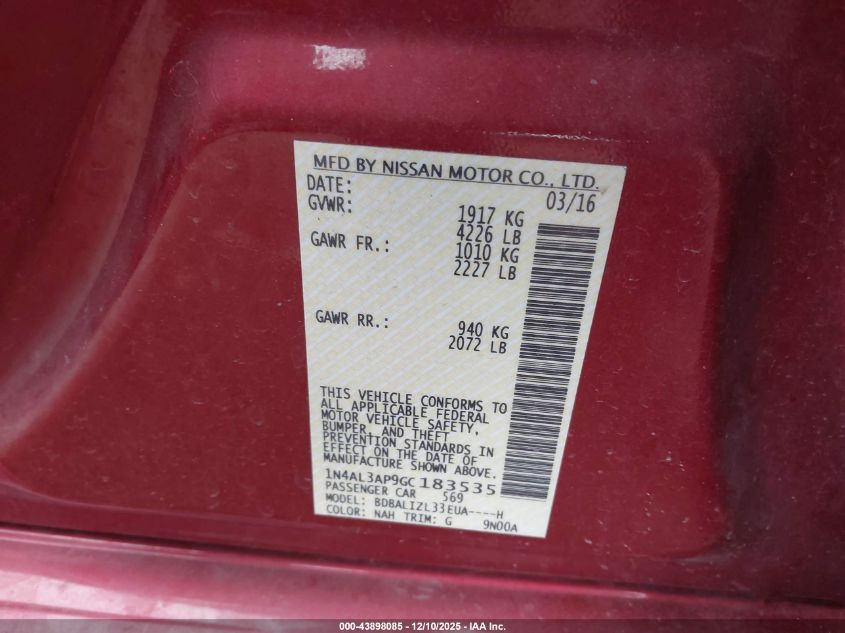 MFD BY NISSAN MOTOR CO., LTD.
DATE: 03/16
GVWR: 1917 KG
4226 LB
GAWR FR.: 1010 KG
2227 LB
GAWR RR.: 940 KG
2072 LB
THIS VEHICLE CONFORMS TO
ALL APPLICABLE FEDERAL
MOTOR VEHICLE SAFETY,
BUMPER, AND THEFT
PREVENTION STANDARDS IN
EFFECT ON THE DATE OF
MANUFACTURE SHOWN ABOVE.
1N4AL3AP9GC183535
PASSENGER CAR 569
MODEL: BDBALIZL33EUA----H
COLOR: NAH TRIM: G 9N00A
000-43898085 - 12/10/2025 - IAA Inc.